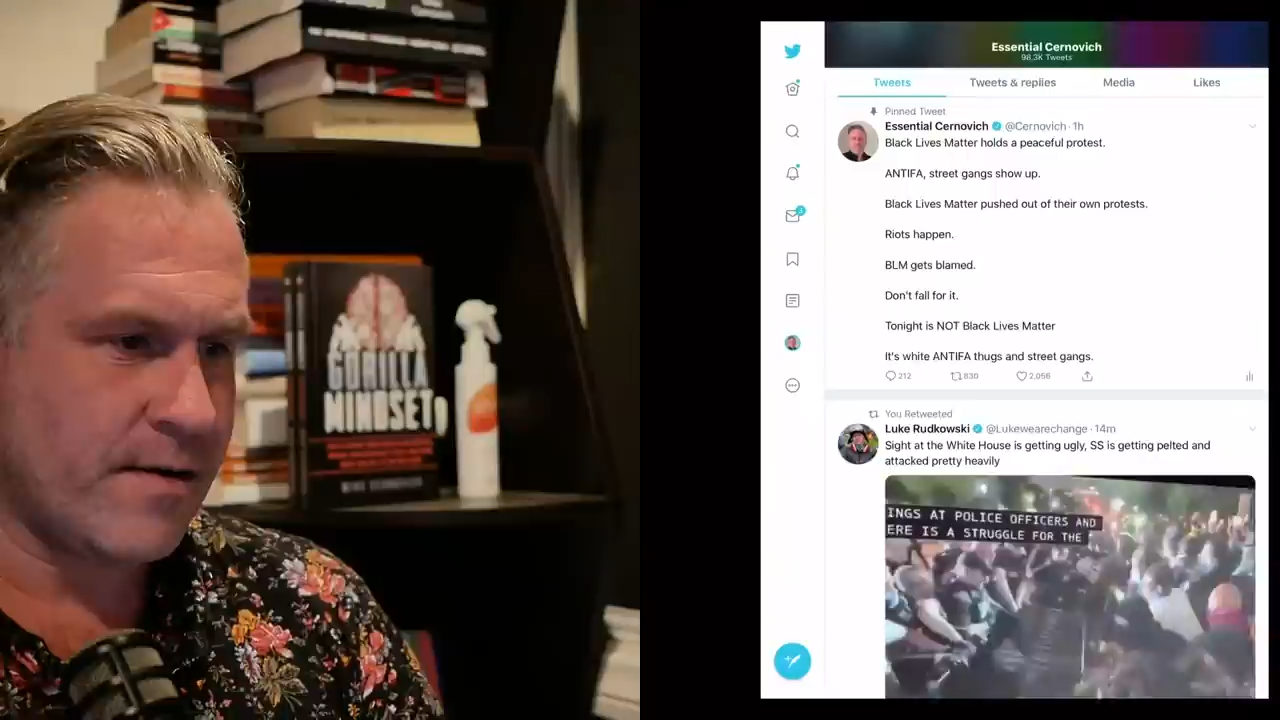 GORILLA
MINDSET
Essential Cernovich
98.3K Tweets
Tweets
Tweets & replies
Media
Likes
Pinned Tweet
Essential Cernovich @Cernovich · 1h
Black Lives Matter holds a peaceful protest.
ANTIFA, street gangs show up.
Black Lives Matter pushed out of their own protests.
Riots happen.
BLM gets blamed.
Don't fall for it.
Tonight is NOT Black Lives Matter
It's white ANTIFA thugs and street gangs.
212
830
2,056
You Retweeted
Luke Rudkowski @Lukewearechange · 14m
Sight at the White House is getting ugly, SS is getting pelted and
attacked pretty heavily
INGS AT POLICE OFFICERS AND
ERE IS A STRUGGLE FOR THE